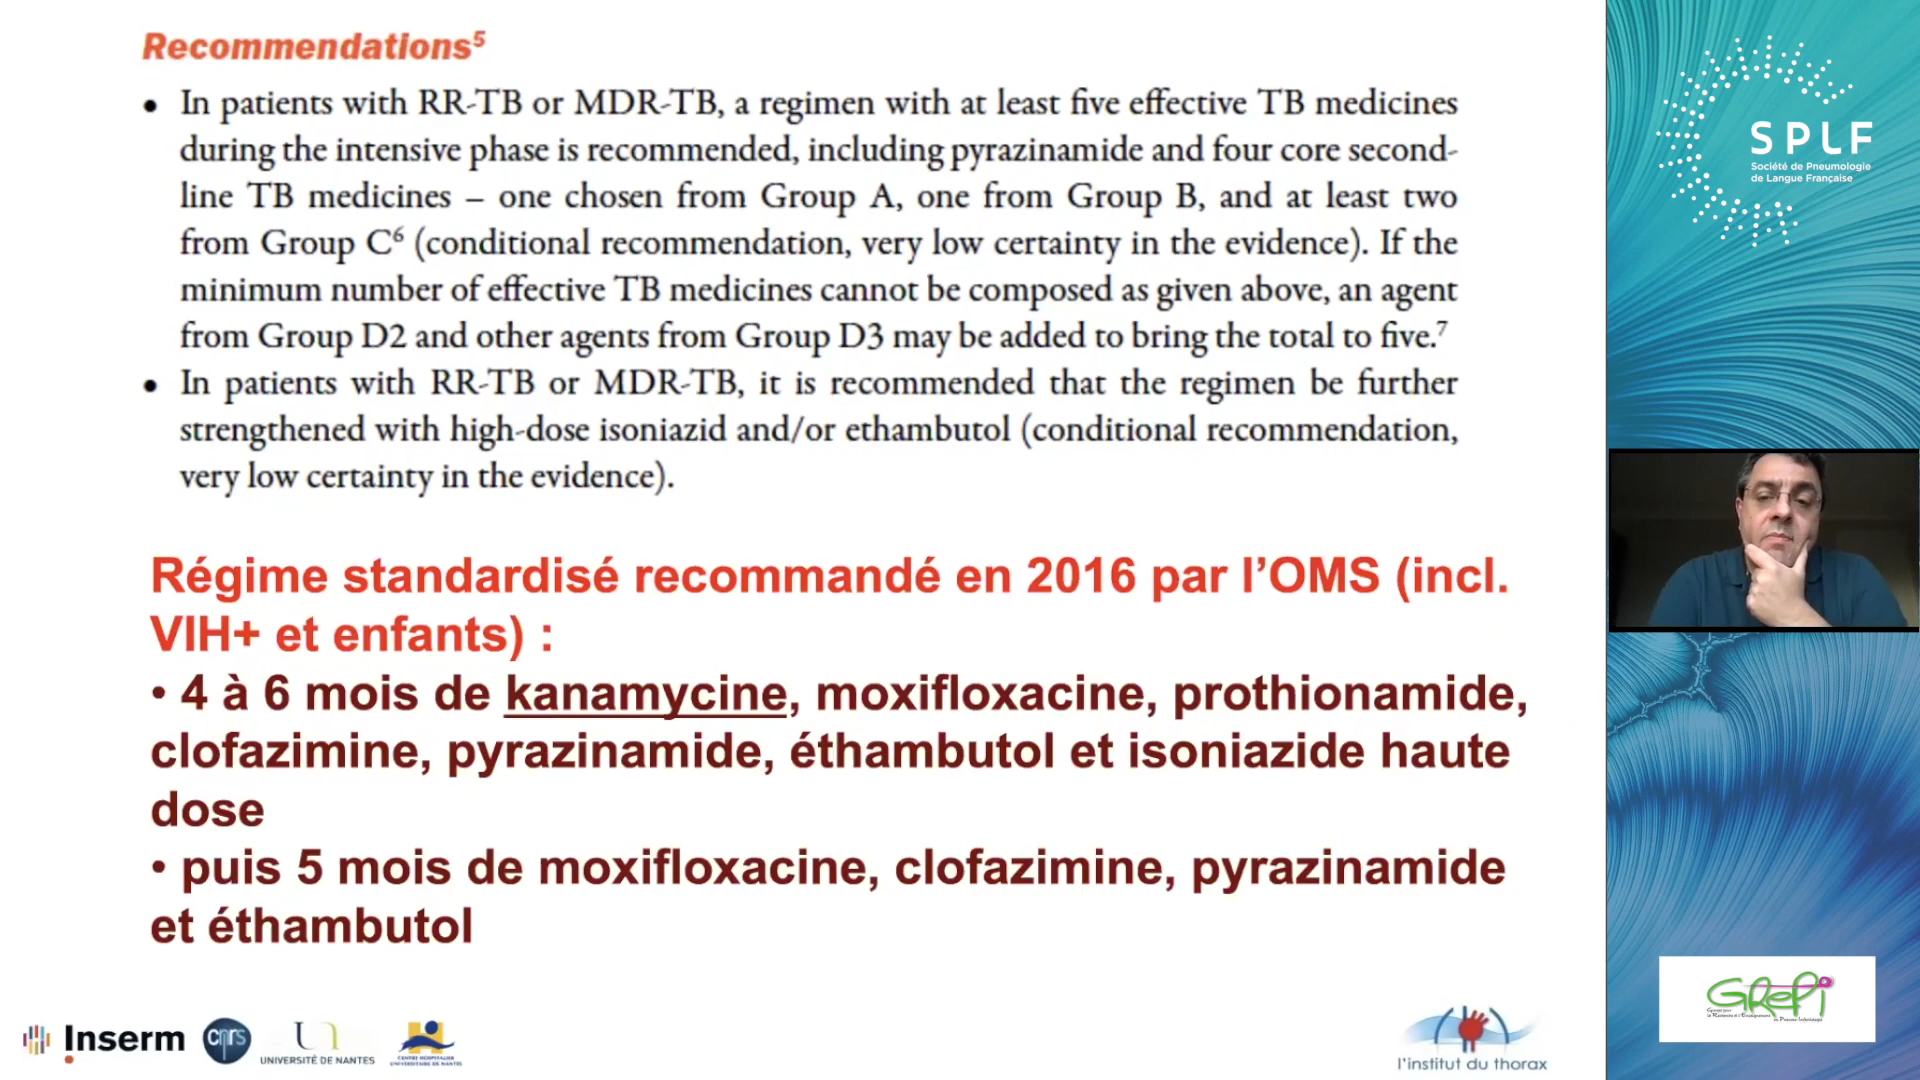 Recommendations⁵
• In patients with RR-TB or MDR-TB, a regimen with at least five effective TB medicines
during the intensive phase is recommended, including pyrazinamide and four core second-
line TB medicines – one chosen from Group A, one from Group B, and at least two
from Group C⁶ (conditional recommendation, very low certainty in the evidence). If the
minimum number of effective TB medicines cannot be composed as given above, an agent
from Group D2 and other agents from Group D3 may be added to bring the total to five.⁷
• In patients with RR-TB or MDR-TB, it is recommended that the regimen be further
strengthened with high-dose isoniazid and/or ethambutol (conditional recommendation,
very low certainty in the evidence).
Régime standardisé recommandé en 2016 par l’OMS (incl.
VIH+ et enfants) :
• 4 à 6 mois de kanamycine, moxifloxacine, prothionamide,
clofazimine, pyrazinamide, éthambutol et isoniazide haute
dose
• puis 5 mois de moxifloxacine, clofazimine, pyrazinamide
et éthambutol
Inserm
cnrs
UNIVERSITÉ DE NANTES
CENTRE HOSPITALIER
UNIVERSITAIRE DE NANTES
l'institut du thorax
SPLF
Société de Pneumologie
de Langue Française
GREPI